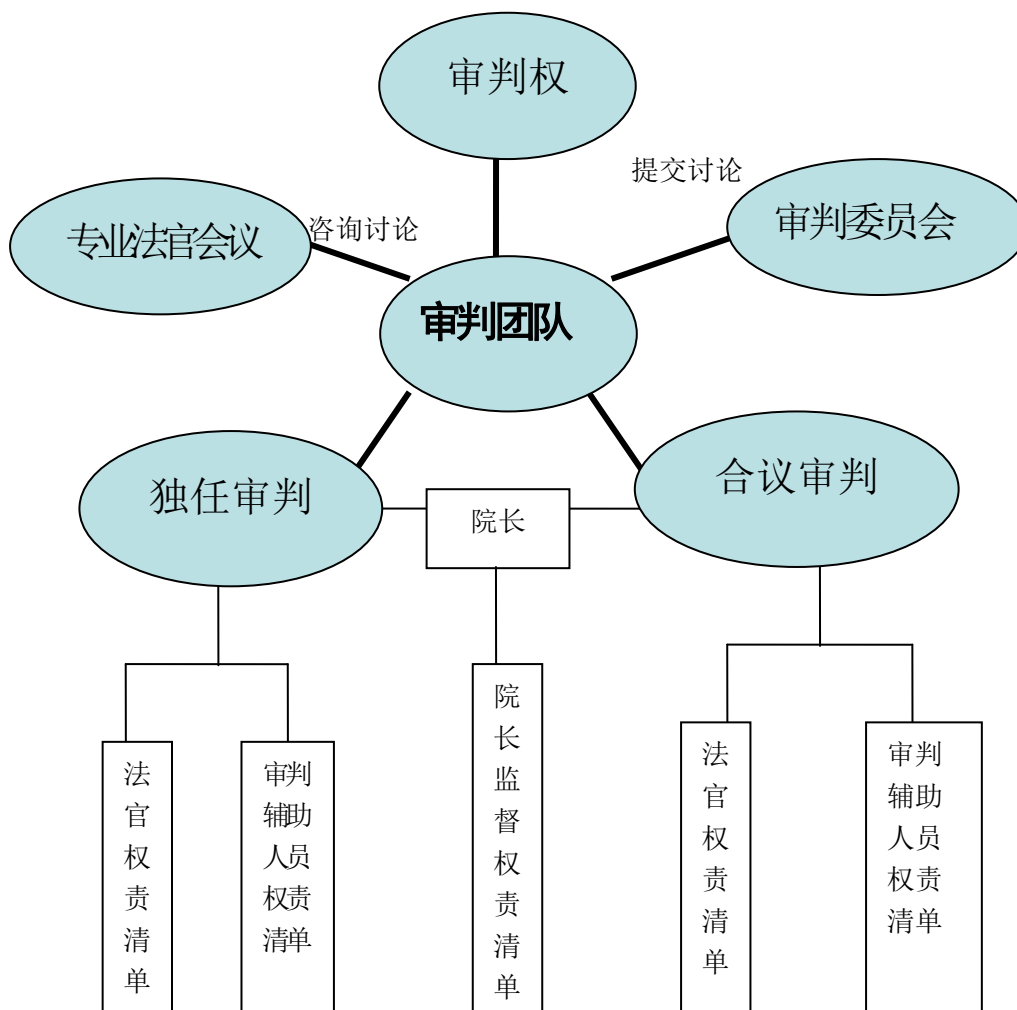 审判权
提交讨论
审判委员会
专业法官会议
咨询讨论
审判团队
独任审判
院长
合议审判
法官权责清单
审判
辅助
人员
权责
清单
院长监督权责清单
法官权责清单
审判
辅助
人员
权责
清单